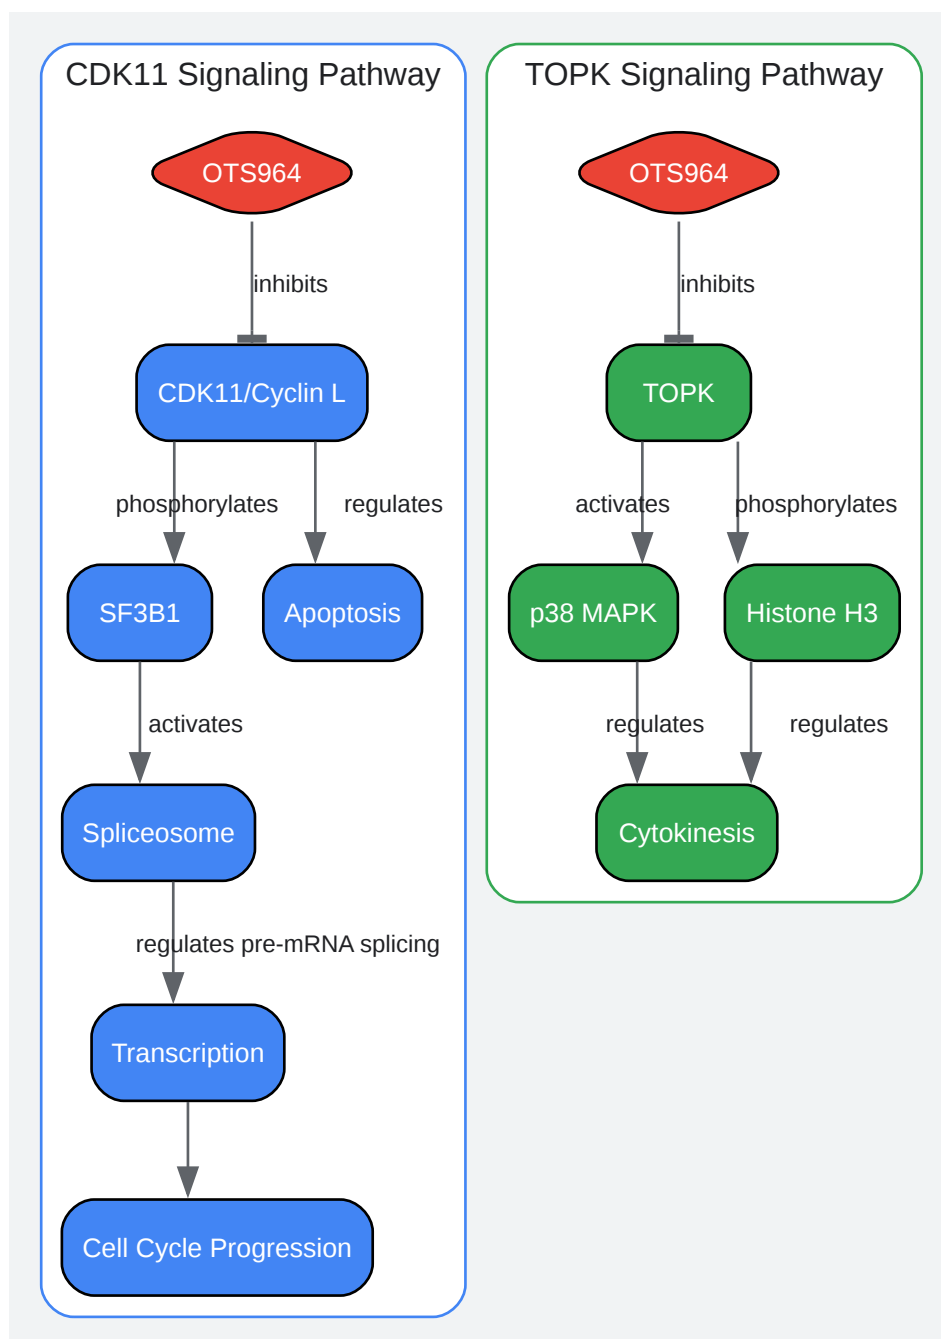 CDK11 Signaling Pathway
OTS964
inhibits
CDK11/Cyclin L
phosphorylates
regulates
SF3B1
Apoptosis
activates
Spliceosome
regulates pre-mRNA splicing
Transcription
Cell Cycle Progression
TOPK Signaling Pathway
OTS964
inhibits
TOPK
activates
phosphorylates
p38 MAPK
Histone H3
regulates
regulates
Cytokinesis